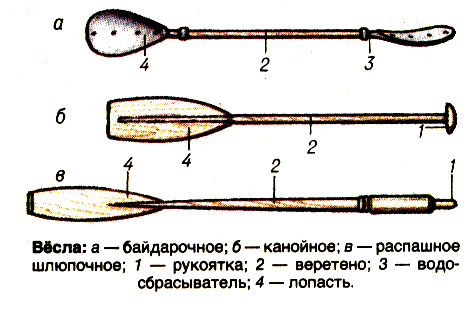 а
4
2
3
б
4
2
1
в
4
2
1
Вёсла: а — байдарочное; б — канойное; в — распашное
шлюпочное; 1 — рукоятка; 2 — веретено; 3 — водо-
сбрасыватель; 4 — лопасть.